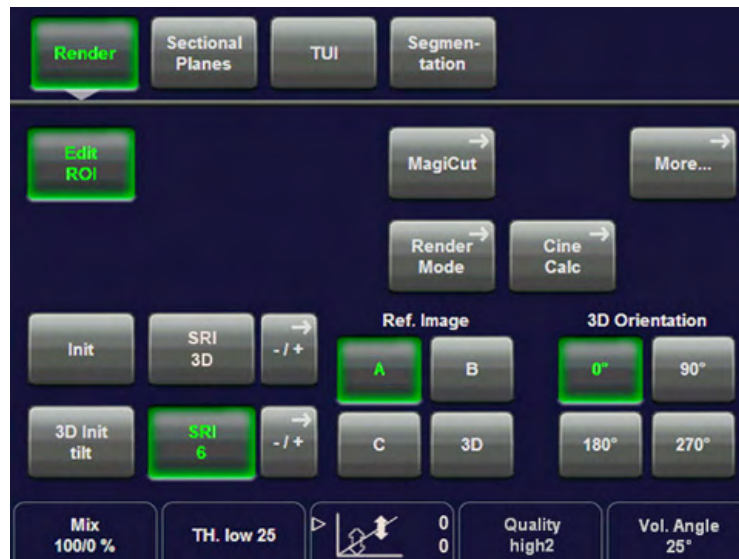 Render
Sectional
Planes
TUI
Segmen-
tation
Edit
ROI
MagiCut
More...
Render
Mode
Cine
Calc
Ref. Image
3D Orientation
Init
SRI
3D
- / +
A
B
0°
90°
3D Init
tilt
SRI
6
- / +
C
3D
180°
270°
Mix
100/0 %
TH. low 25
0
0
Quality
high2
Vol. Angle
25°